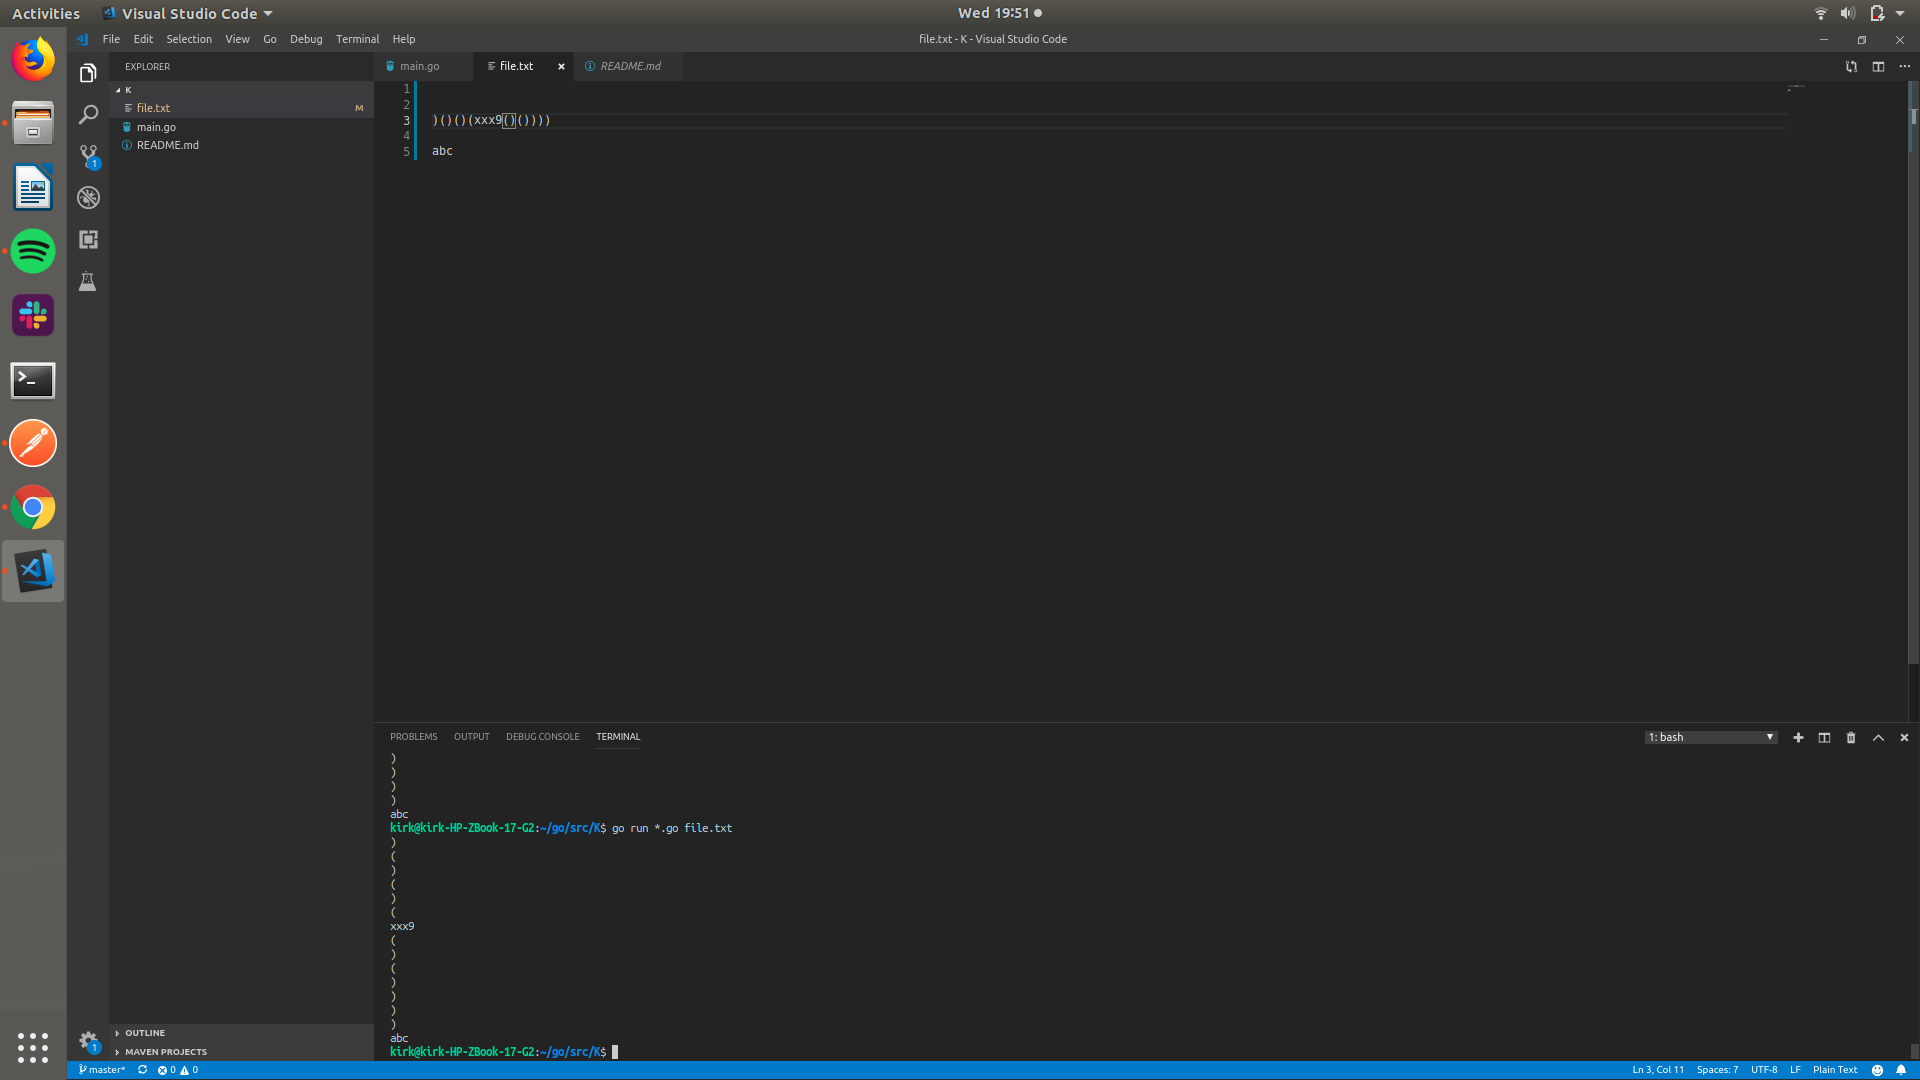 Activities Visual Studio Code Wed 19:51
File Edit Selection View Go Debug Terminal Help file.txt - K - Visual Studio Code
EXPLORER main.go file.txt README.md
K
file.txt M
main.go
README.md
1
1
2
3 )()()(xxx9()())))
4
5 abc
PROBLEMS OUTPUT DEBUG CONSOLE TERMINAL 1: bash
)
)
)
)
abc
kirk@kirk-HP-ZBook-17-G2:~/go/src/K$ go run *.go file.txt
)
(
)
(
)
(
xxx9
(
)
(
)
)
)
)
abc
kirk@kirk-HP-ZBook-17-G2:~/go/src/K$
OUTLINE
MAVEN PROJECTS
1
master* 0 0 Ln 3, Col 11 Spaces: 7 UTF-8 LF Plain Text